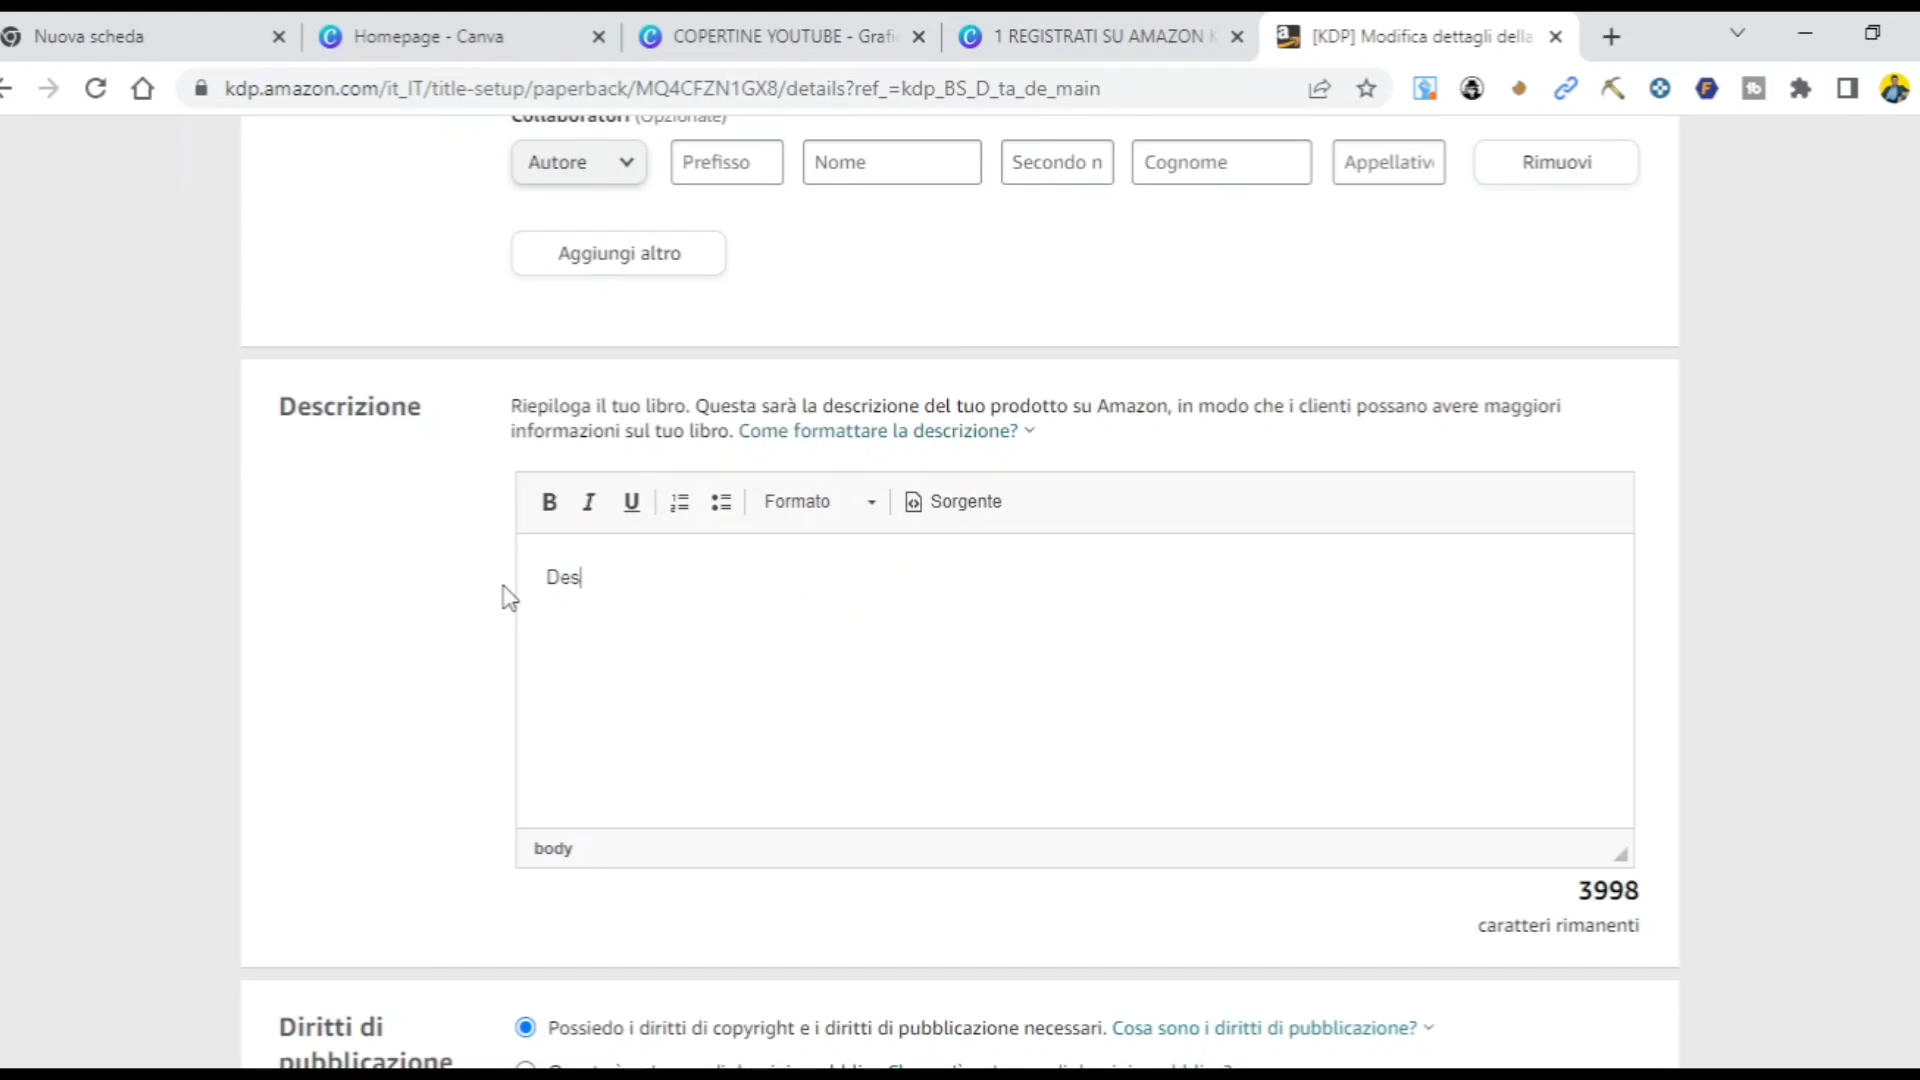 Nuova scheda
Homepage - Canva
COPERTINE YOUTUBE - Grafi
1 REGISTRATI SU AMAZON K
[KDP] Modifica dettagli della
kdp.amazon.com/it_IT/title-setup/paperback/MQ4CFZN1GX8/details?ref_=kdp_BS_D_ta_de_main
Collaboratori (Opzionale)
Autore
Prefisso
Nome
Secondo n
Cognome
Appellativo
Rimuovi
Aggiungi altro
Descrizione
Riepiloga il tuo libro. Questa sarà la descrizione del tuo prodotto su Amazon, in modo che i clienti possano avere maggiori
informazioni sul tuo libro. Come formattare la descrizione?
B I U
Formato
Sorgente
Des
body
3998
caratteri rimanenti
Diritti di
pubblicazione
Possiedo i diritti di copyright e i diritti di pubblicazione necessari. Cosa sono i diritti di pubblicazione?